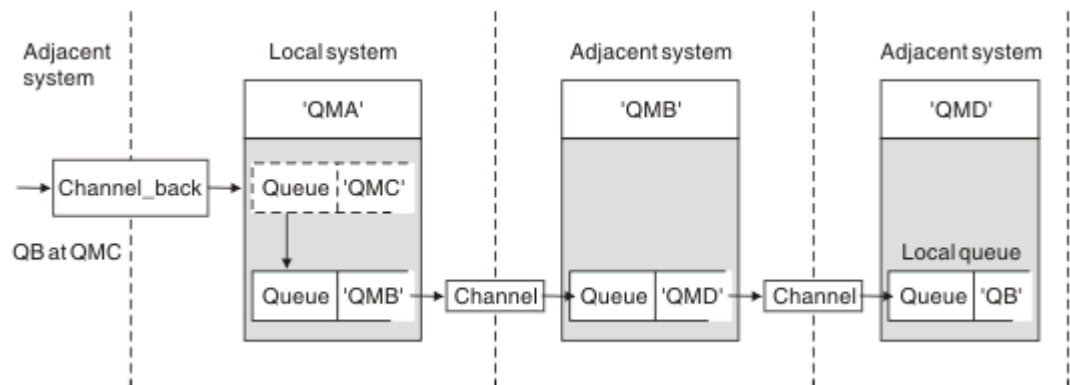 Adjacent
system
Local system
Adjacent system
Adjacent system
'QMA'
'QMB'
'QMD'
Channel_back
Queue 'QMC'
QB at QMC
Local queue
Queue 'QMB'
Channel
Queue 'QMD'
Channel
Queue 'QB'